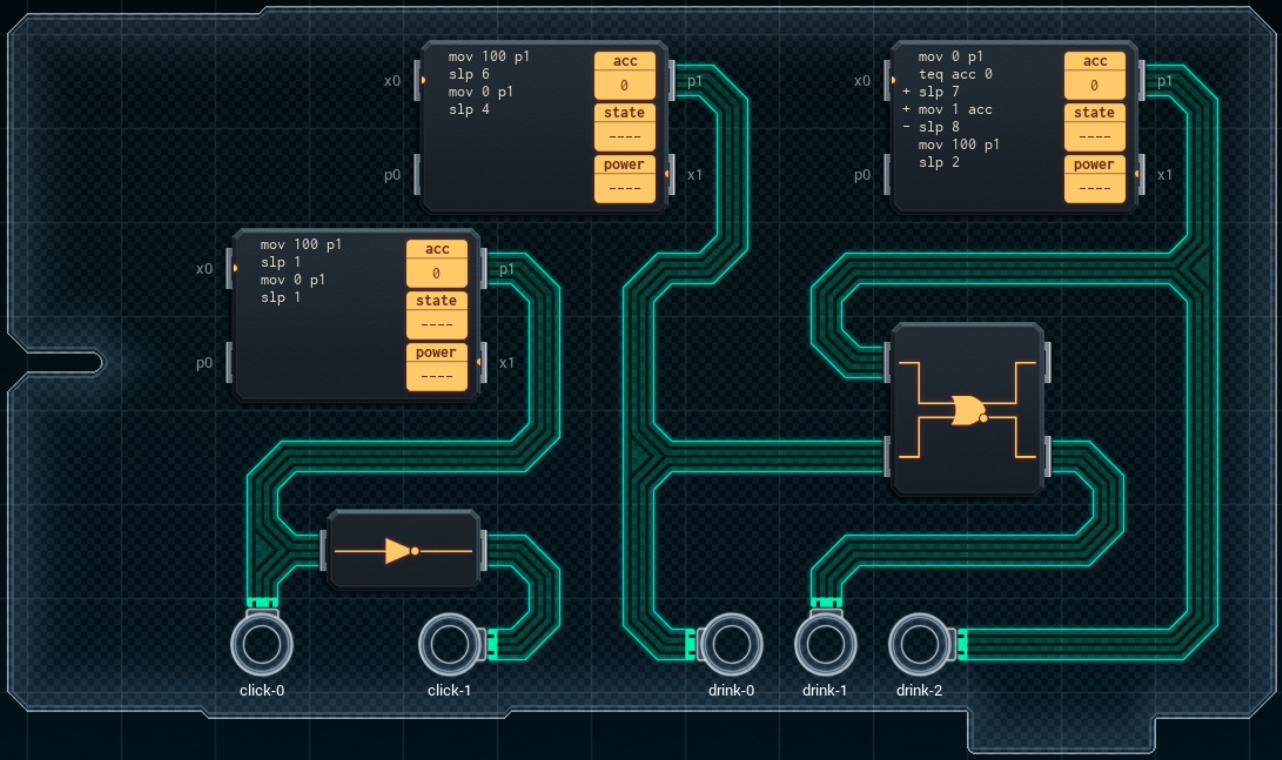 x0
mov 100 p1
slp 6
mov 0 p1
slp 4
acc
0
state
----
power
----
p1
p0
x1
x0
mov 0 p1
teq acc 0
+ slp 7
+ mov 1 acc
- slp 8
mov 100 p1
slp 2
acc
0
state
----
power
----
p1
p0
x1
x0
mov 100 p1
slp 1
mov 0 p1
slp 1
acc
0
state
----
power
----
p1
p0
x1
click-0
click-1
drink-0
drink-1
drink-2